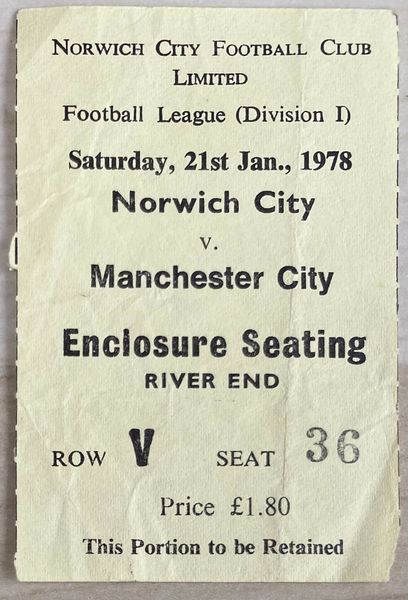 NORWICH CITY FOOTBALL CLUB
LIMITED
Football League (Division I)
Saturday, 21st Jan., 1978
Norwich City
v.
Manchester City
Enclosure Seating
RIVER END
ROW V SEAT 36
Price £1.80
This Portion to be Retained